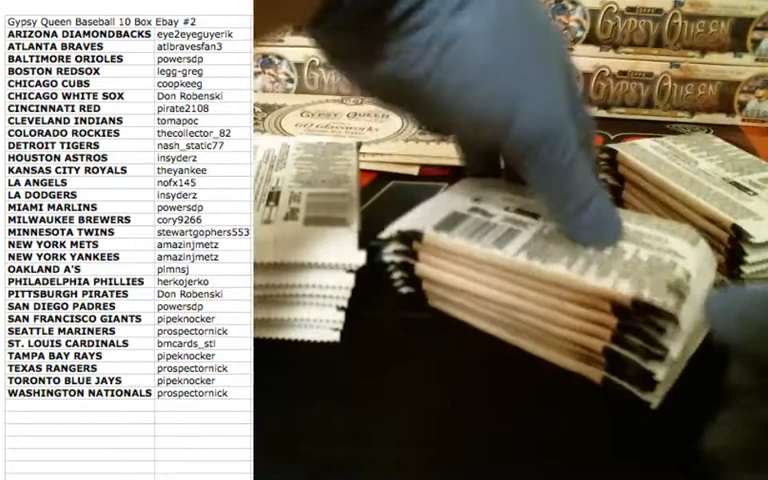 Gypsy Queen Baseball 10 Box Ebay #2
ARIZONA DIAMONDBACKS eye2eyeguyerik
ATLANTA BRAVES atlbravesfan3
BALTIMORE ORIOLES powersdp
BOSTON REDSOX legg-greg
CHICAGO CUBS coopkeeg
CHICAGO WHITE SOX Don Robenski
CINCINNATI RED pirate2108
CLEVELAND INDIANS tomapoc
COLORADO ROCKIES thecollector_82
DETROIT TIGERS nash_static77
HOUSTON ASTROS insyderz
KANSAS CITY ROYALS theyankee
LA ANGELS nofx145
LA DODGERS insyderz
MIAMI MARLINS powersdp
MILWAUKEE BREWERS cory9266
MINNESOTA TWINS stewartgophers553
NEW YORK METS amazinjmetz
NEW YORK YANKEES amazinjmetz
OAKLAND A'S plmnsj
PHILADELPHIA PHILLIES herkojerko
PITTSBURGH PIRATES Don Robenski
SAN DIEGO PADRES powersdp
SAN FRANCISCO GIANTS pipeknocker
SEATTLE MARINERS prospectornick
ST. LOUIS CARDINALS bmcards_stl
TAMPA BAY RAYS pipeknocker
TEXAS RANGERS prospectornick
TORONTO BLUE JAYS pipeknocker
WASHINGTON NATIONALS prospectornick
GYPSY QUEEN
GYPSY QUEEN
GYPSY QUEEN
GQ GLASSWORKS